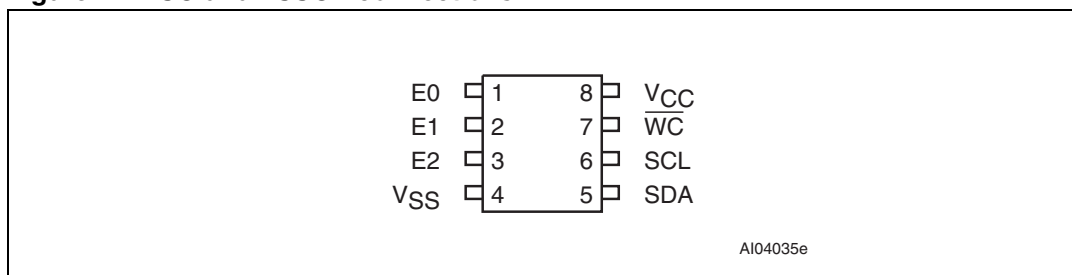 E0 1 8 VCC
E1 2 7 WC
E2 3 6 SCL
VSS 4 5 SDA
AI04035e